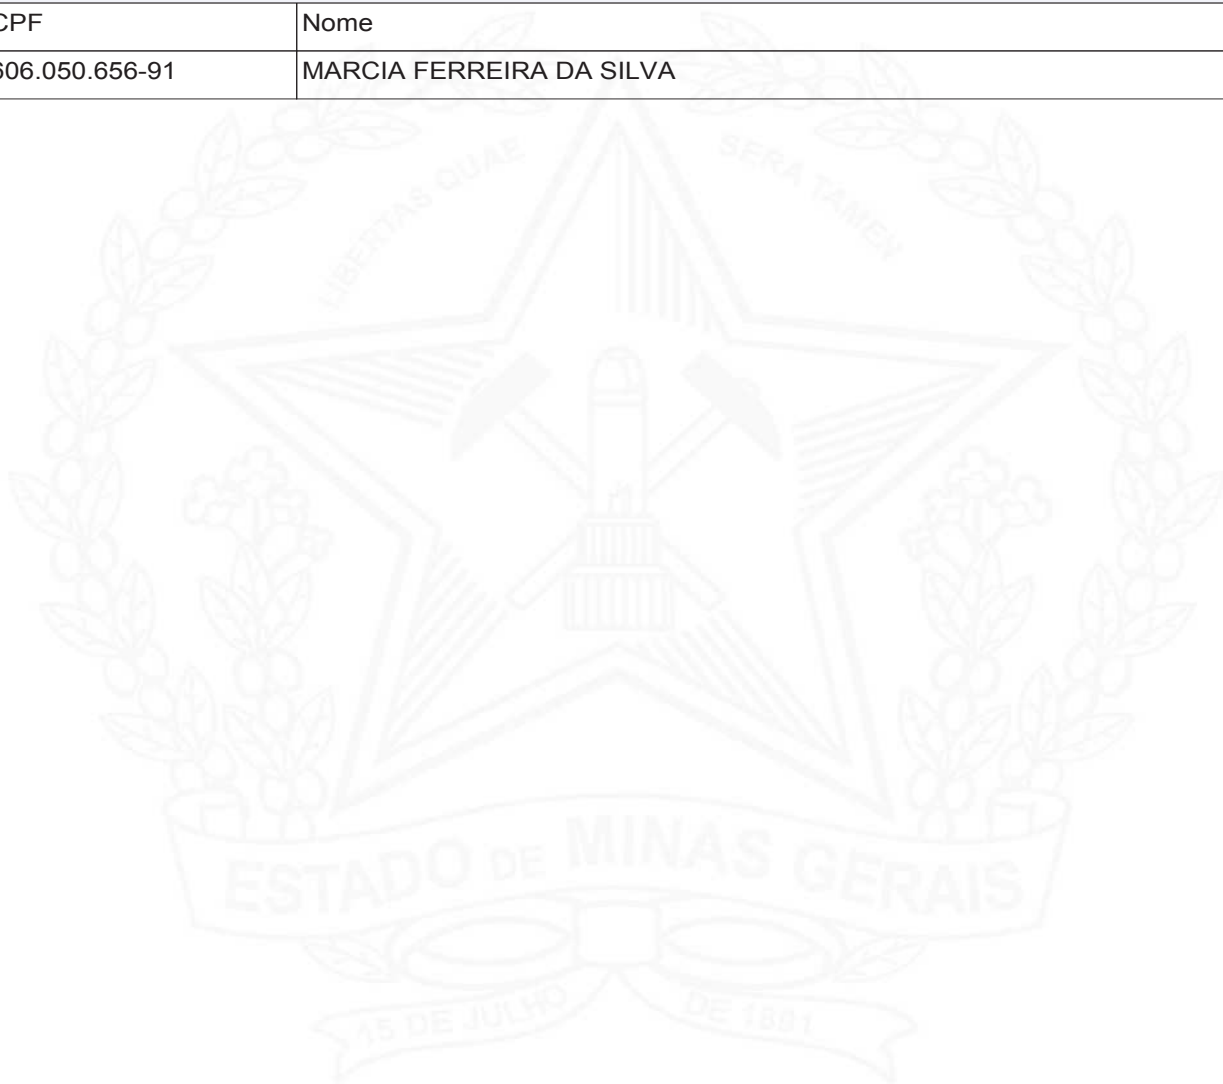 CPF Nome
606.050.656-91 MARCIA FERREIRA DA SILVA
LIBERTAS QUAE SERA TAMEN
ESTADO DE MINAS GERAIS
15 DE JULHO DE 1891